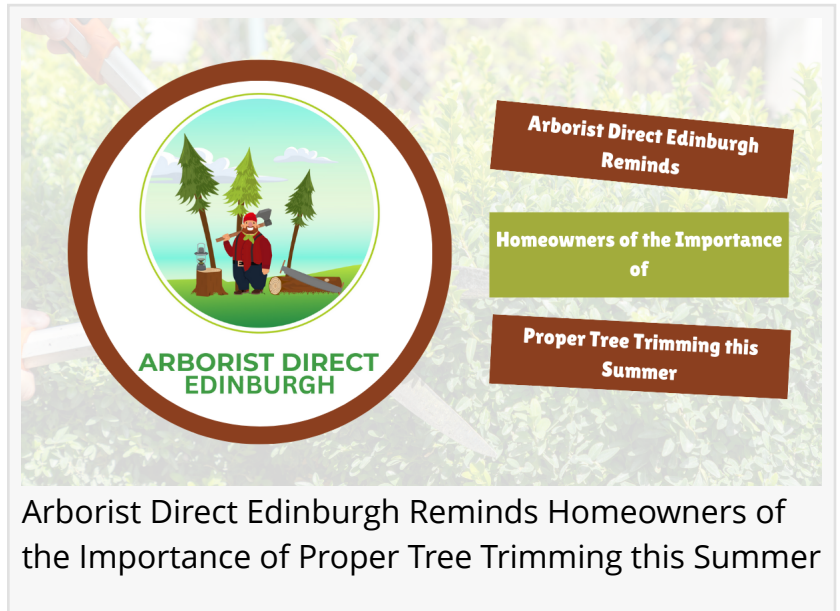 ARBORIST DIRECT
EDINBURGH
Arborist Direct Edinburgh
Reminds
Homeowners of the Importance
of
Proper Tree Trimming this
Summer
Arborist Direct Edinburgh Reminds Homeowners of
the Importance of Proper Tree Trimming this Summer